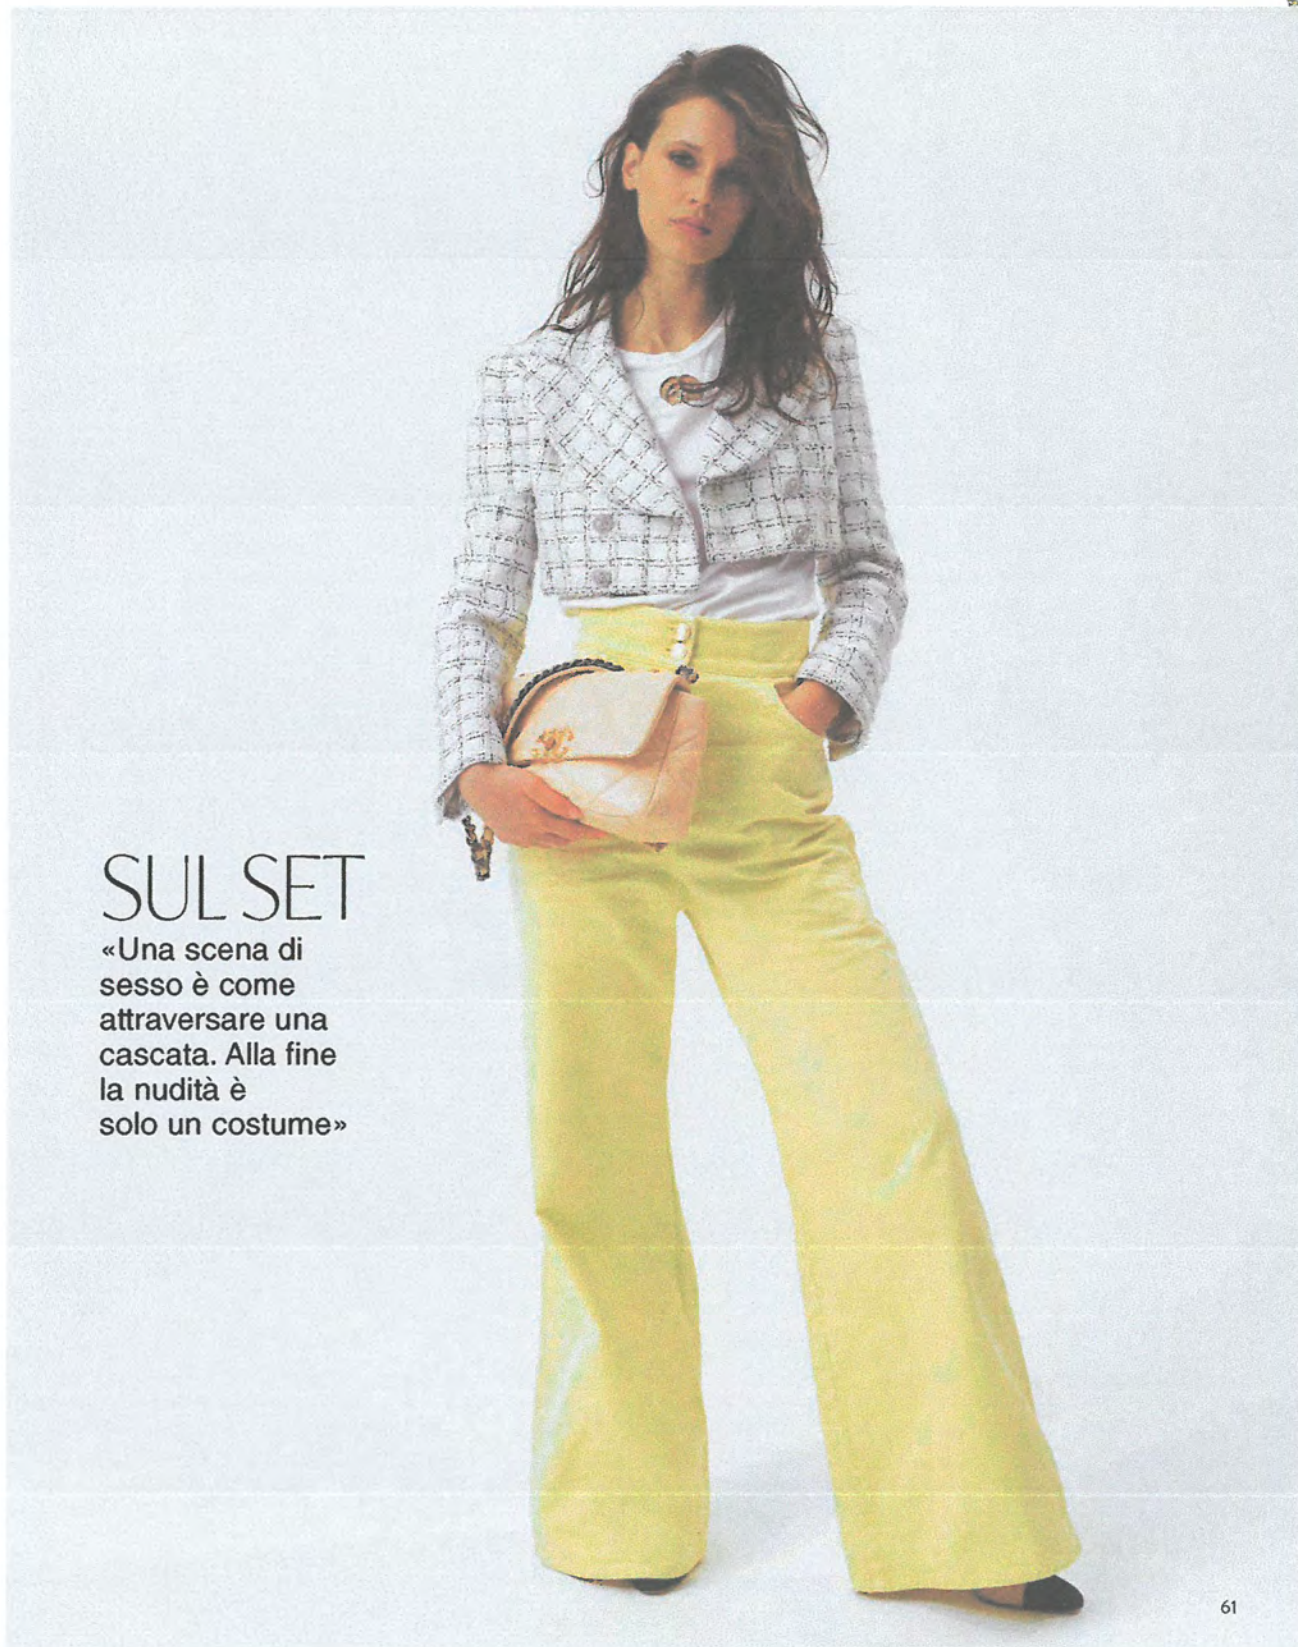 SUL SET
«Una scena di
sesso è come
attraversare una
cascata. Alla fine
la nudità è
solo un costume»
61